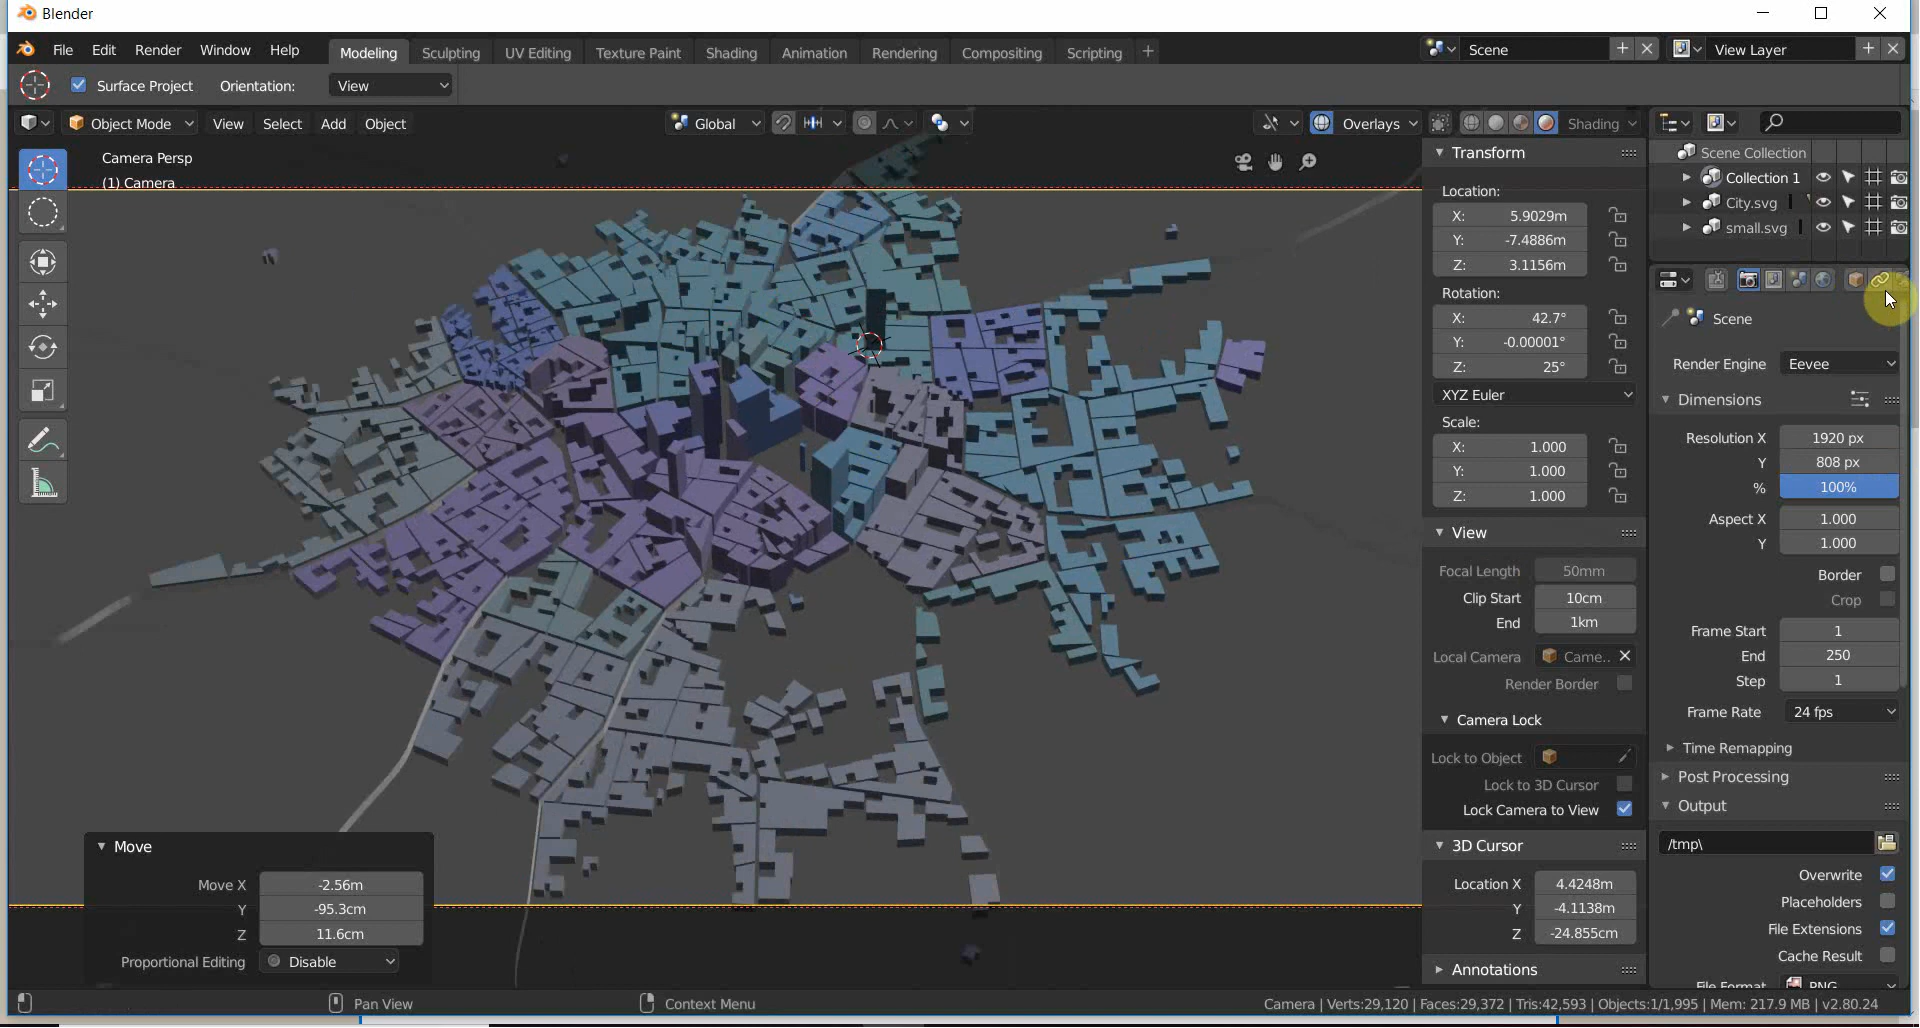 Blender
File Edit Render Window Help Modeling Sculpting UV Editing Texture Paint Shading Animation Rendering Compositing Scripting + Scene View Layer
Surface Project Orientation: View
Object Mode View Select Add Object Global Overlays Shading
Camera Persp
(1) Camera
Transform
Location:
X: 5.9029m
Y: -7.4886m
Z: 3.1156m
Rotation:
X: 42.7°
Y: -0.00001°
Z: 25°
XYZ Euler
Scale:
X: 1.000
Y: 1.000
Z: 1.000
View
Focal Length 50mm
Clip Start 10cm
End 1km
Local Camera Came..
Render Border
Camera Lock
Lock to Object
Lock to 3D Cursor
Lock Camera to View
3D Cursor
Location X 4.4248m
Y -4.1138m
Z -24.855cm
Annotations
Scene Collection
Collection 1
City.svg
small.svg
Scene
Render Engine Eevee
Dimensions
Resolution X 1920 px
Y 808 px
% 100%
Aspect X 1.000
Y 1.000
Border
Crop
Frame Start 1
End 250
Step 1
Frame Rate 24 fps
Time Remapping
Post Processing
Output
/tmp\
Overwrite
Placeholders
File Extensions
Cache Result
File Format PNG
Move
Move X -2.56m
Y -95.3cm
Z 11.6cm
Proportional Editing Disable
Pan View Context Menu Camera | Verts:29,120 | Faces:29,372 | Tris:42,593 | Objects:1/1,995 | Mem: 217.9 MB | v2.80.24